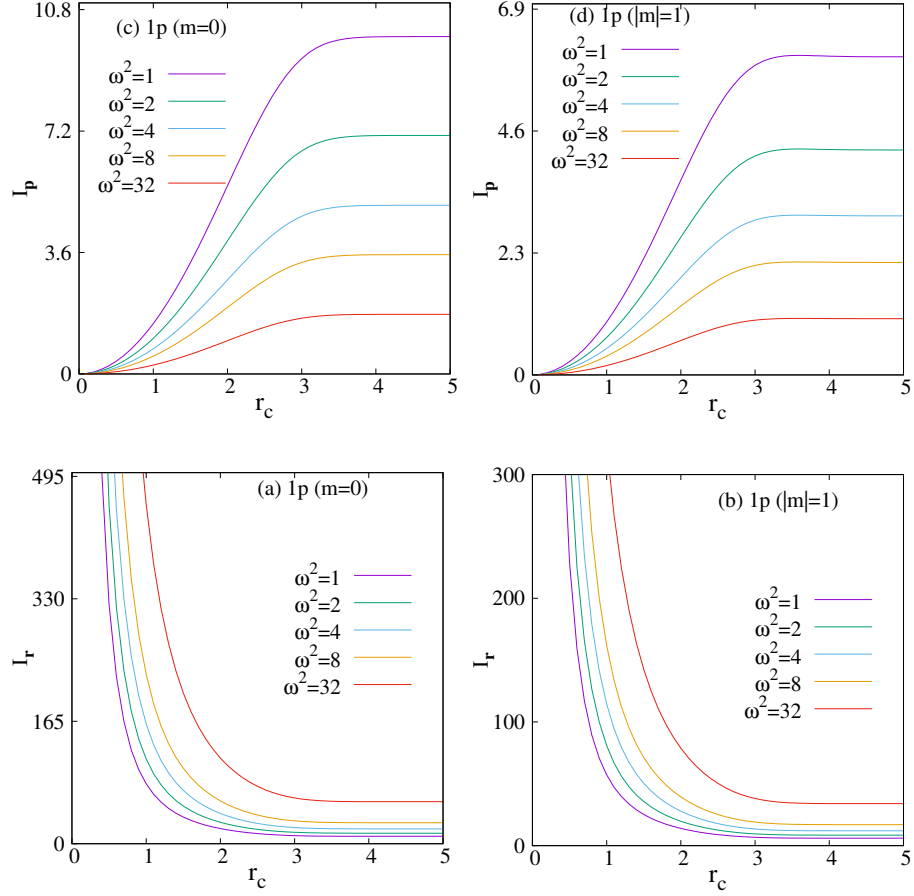 (c) 1p (m=0)
ω²=1
ω²=2
ω²=4
ω²=8
ω²=32
10.8
7.2
3.6
0
I_p
0 1 2 3 4 5
r_c
(d) 1p (|m|=1)
ω²=1
ω²=2
ω²=4
ω²=8
ω²=32
6.9
4.6
2.3
0
I_p
0 1 2 3 4 5
r_c
(a) 1p (m=0)
ω²=1
ω²=2
ω²=4
ω²=8
ω²=32
495
330
165
0
I_r
0 1 2 3 4 5
r_c
(b) 1p (|m|=1)
ω²=1
ω²=2
ω²=4
ω²=8
ω²=32
300
200
100
0
I_r
0 1 2 3 4 5
r_c